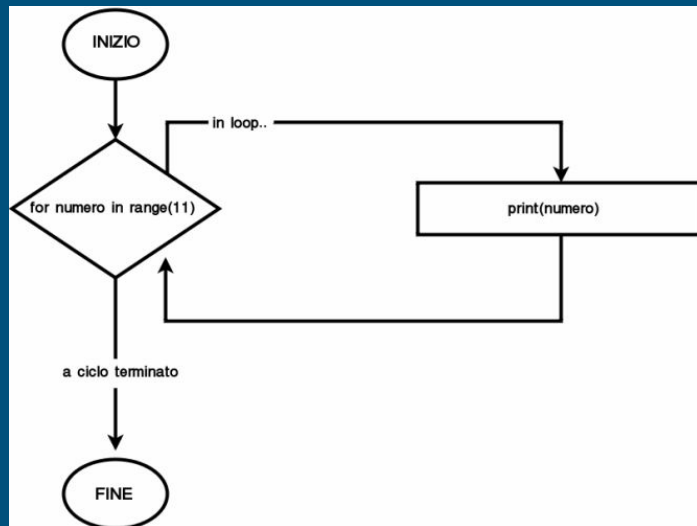 INIZIO
in loop..
for numero in range(11)
print(numero)
a ciclo terminato
FINE